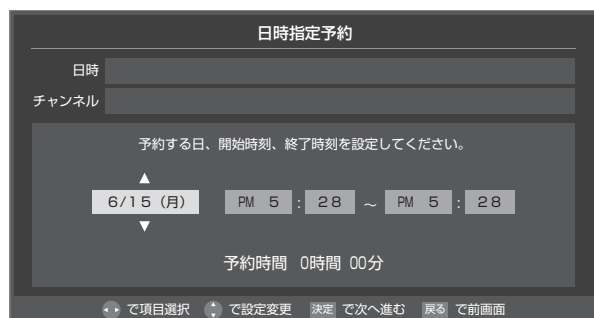 日時指定予約
日時
チャンネル
予約する日、開始時刻、終了時刻を設定してください。
▲
6/15 (月) PM 5 : 28 ～ PM 5 : 28
▼
予約時間 0時間 00分
で項目選択 で設定変更 決定 で次へ進む 戻る で前画面